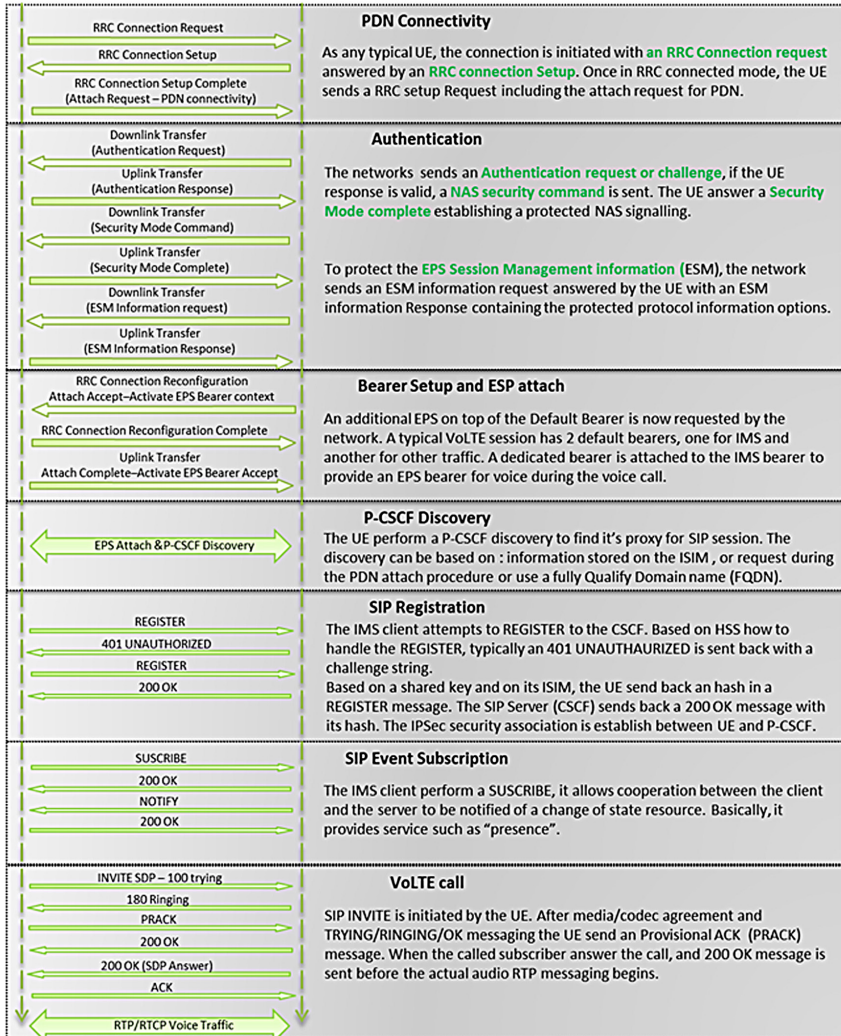 PDN Connectivity
RRC Connection Request
RRC Connection Setup
RRC Connection Setup Complete
(Attach Request – PDN connectivity)
As any typical UE, the connection is initiated with an RRC Connection request
answered by an RRC connection Setup. Once in RRC connected mode, the UE
sends a RRC setup Request including the attach request for PDN.
Authentication
Downlink Transfer
(Authentication Request)
Uplink Transfer
(Authentication Response)
Downlink Transfer
(Security Mode Command)
Uplink Transfer
(Security Mode Complete)
Downlink Transfer
(ESM Information request)
Uplink Transfer
(ESM Information Response)
The networks sends an Authentication request or challenge, if the UE
response is valid, a NAS security command is sent. The UE answer a Security
Mode complete establishing a protected NAS signalling.
To protect the EPS Session Management information (ESM), the network
sends an ESM information request answered by the UE with an ESM
information Response containing the protected protocol information options.
Bearer Setup and ESP attach
RRC Connection Reconfiguration
Attach Accept–Activate EPS Bearer context
RRC Connection Reconfiguration Complete
Uplink Transfer
Attach Complete–Activate EPS Bearer Accept
An additional EPS on top of the Default Bearer is now requested by the
network. A typical VoLTE session has 2 default bearers, one for IMS and
another for other traffic. A dedicated bearer is attached to the IMS bearer to
provide an EPS bearer for voice during the voice call.
P-CSCF Discovery
EPS Attach &P-CSCF Discovery
The UE perform a P-CSCF discovery to find it's proxy for SIP session. The
discovery can be based on : information stored on the ISIM , or request during
the PDN attach procedure or use a fully Qualify Domain name (FQDN).
SIP Registration
REGISTER
401 UNAUTHORIZED
REGISTER
200 OK
The IMS client attempts to REGISTER to the CSCF. Based on HSS how to
handle the REGISTER, typically an 401 UNAUTHAURIZED is sent back with a
challenge string.
Based on a shared key and on its ISIM, the UE send back an hash in a
REGISTER message. The SIP Server (CSCF) sends back a 200 OK message with
its hash. The IPSec security association is establish between UE and P-CSCF.
SIP Event Subscription
SUSCRIBE
200 OK
NOTIFY
200 OK
The IMS client perform a SUSCRIBE, it allows cooperation between the client
and the server to be notified of a change of state resource. Basically, it
provides service such as “presence”.
VoLTE call
INVITE SDP – 100 trying
180 Ringing
PRACK
200 OK
200 OK (SDP Answer)
ACK
RTP/RTCP Voice Traffic
SIP INVITE is initiated by the UE. After media/codec agreement and
TRYING/RINGING/OK messaging the UE send an Provisional ACK (PRACK)
message. When the called subscriber answer the call, and 200 OK message is
sent before the actual audio RTP messaging begins.